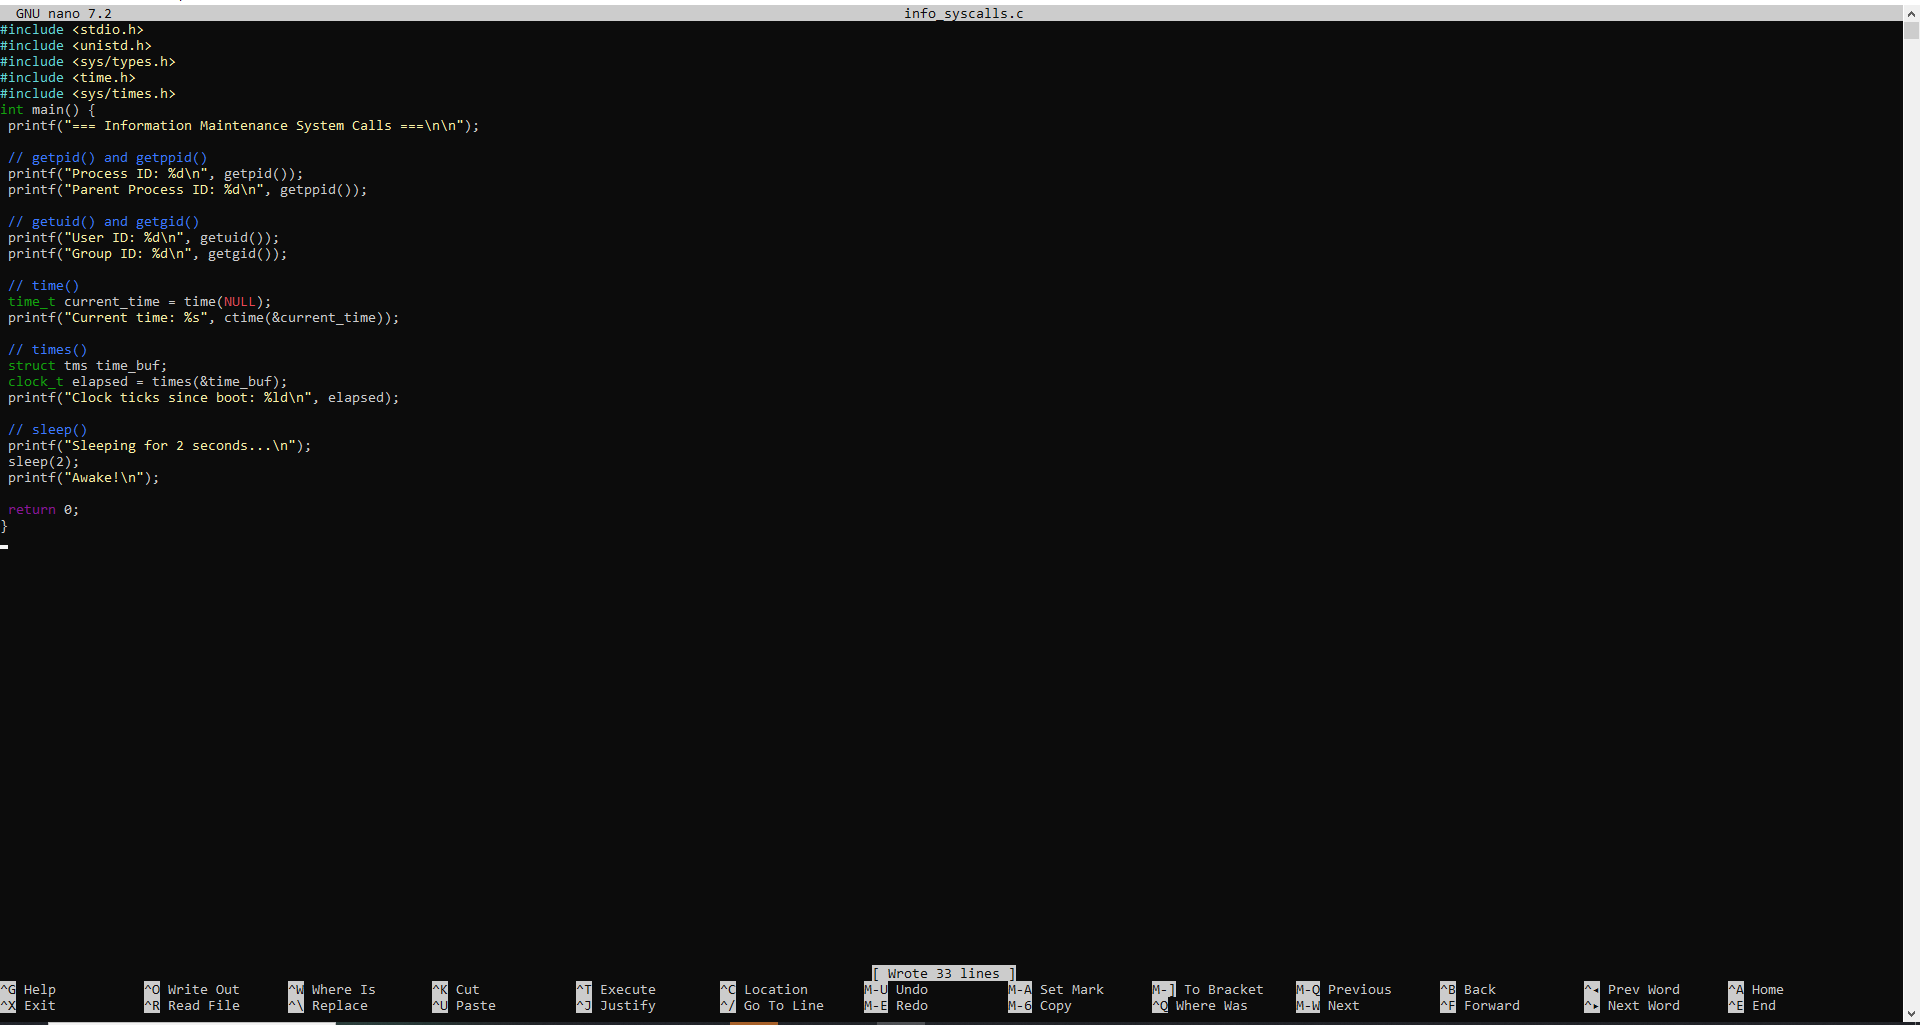 GNU nano 7.2 info_syscalls.c
#include <stdio.h>
#include <unistd.h>
#include <sys/types.h>
#include <time.h>
#include <sys/times.h>
int main() {
 printf("=== Information Maintenance System Calls ===\n\n");

 // getpid() and getppid()
 printf("Process ID: %d\n", getpid());
 printf("Parent Process ID: %d\n", getppid());

 // getuid() and getgid()
 printf("User ID: %d\n", getuid());
 printf("Group ID: %d\n", getgid());

 // time()
 time_t current_time = time(NULL);
 printf("Current time: %s", ctime(&current_time));

 // times()
 struct tms time_buf;
 clock_t elapsed = times(&time_buf);
 printf("Clock ticks since boot: %ld\n", elapsed);

 // sleep()
 printf("Sleeping for 2 seconds...\n");
 sleep(2);
 printf("Awake!\n");

 return 0;
}
[ Wrote 33 lines ]
^G Help ^O Write Out ^W Where Is ^K Cut ^T Execute ^C Location M-U Undo M-A Set Mark M-] To Bracket M-Q Previous ^B Back ^◂ Prev Word ^A Home
^X Exit ^R Read File ^\ Replace ^U Paste ^J Justify ^/ Go To Line M-E Redo M-6 Copy ^Q Where Was M-W Next ^F Forward ^▸ Next Word ^E End